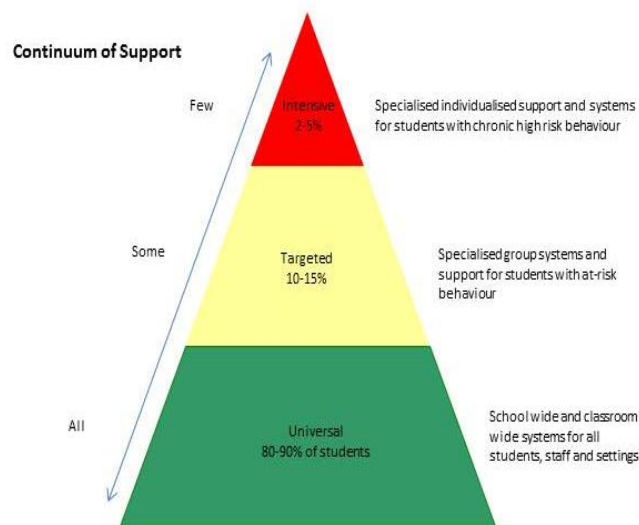 Continuum of Support
Few
Intensive
2-5%
Specialised individualised support and systems
for students with chronic high risk behaviour
Some
Targeted
10-15%
Specialised group systems and
support for students with at-risk
behaviour
All
Universal
80-90% of students
School wide and classroom
wide systems for all
students, staff and settings